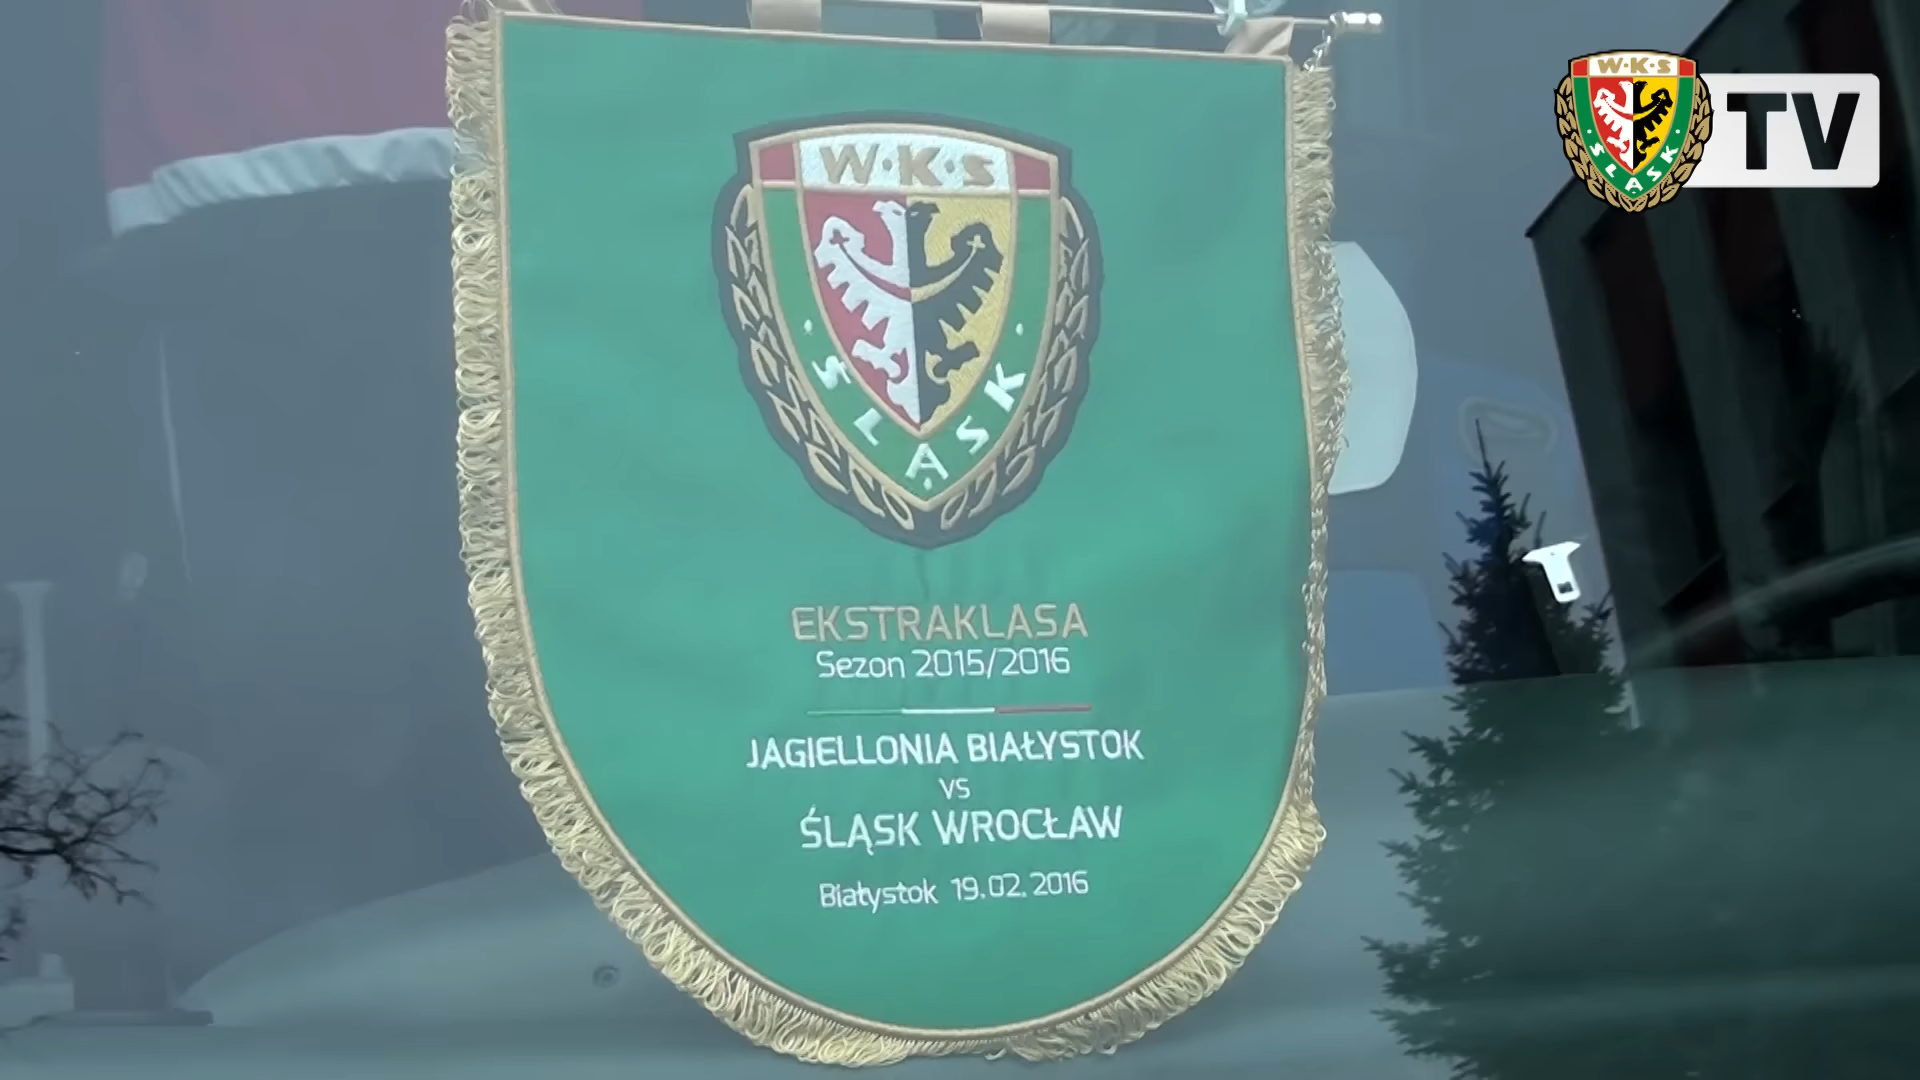 W·K·S
ŚLĄSK
EKSTRAKLASA
Sezon 2015/2016
JAGIELLONIA BIAŁYSTOK
VS
ŚLĄSK WROCŁAW
Białystok 19.02.2016
W·K·S
ŚLĄSK
TV